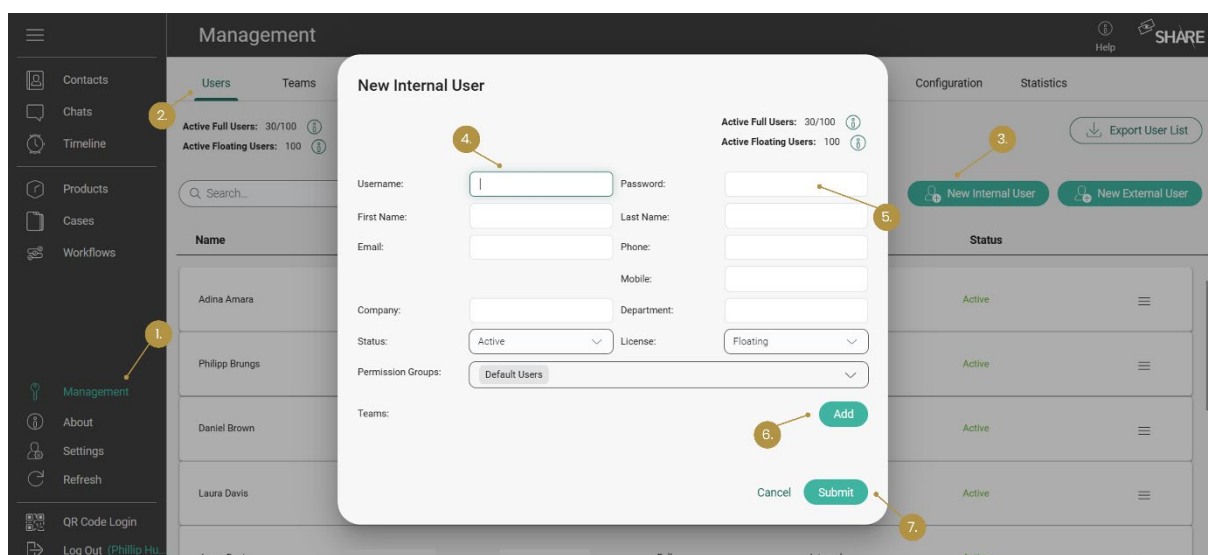 Management
Help
SHARE
Contacts
Chats
Timeline
Products
Cases
Workflows
Management
About
Settings
Refresh
QR Code Login
Log Out (Phillip Hu...
1.
2.
Users Teams Configuration Statistics
Active Full Users: 30/100
Active Floating Users: 100
Export User List
3.
Search...
New Internal User New External User
Name Status
Adina Amara Active
Philipp Brungs Active
Daniel Brown Active
Laura Davis Active
New Internal User
Active Full Users: 30/100
Active Floating Users: 100
4.
Username: Password:
5.
First Name: Last Name:
Email: Phone:
Mobile:
Company: Department:
Status: Active License: Floating
Permission Groups: Default Users
Teams: Add
6.
Cancel Submit
7.